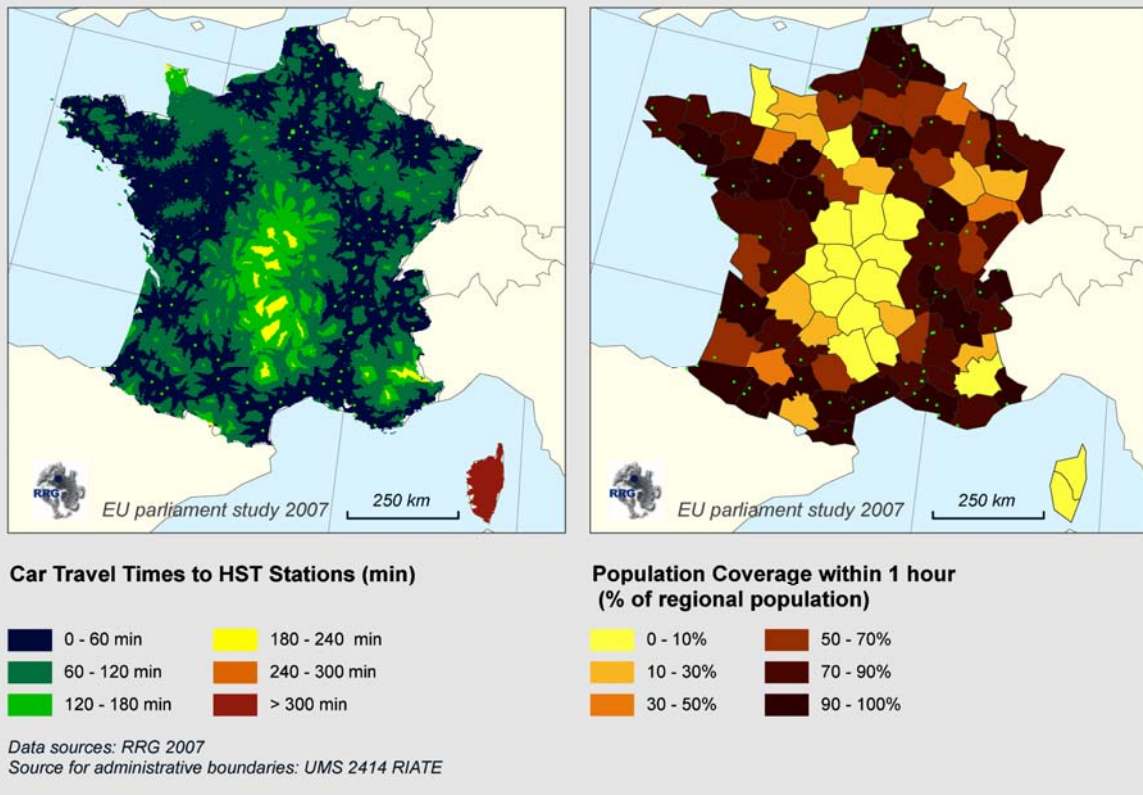 RRG
EU parliament study 2007
250 km
RRG
EU parliament study 2007
250 km
Car Travel Times to HST Stations (min)
0 - 60 min
60 - 120 min
120 - 180 min
180 - 240 min
240 - 300 min
> 300 min
Population Coverage within 1 hour
(% of regional population)
0 - 10%
10 - 30%
30 - 50%
50 - 70%
70 - 90%
90 - 100%
Data sources: RRG 2007
Source for administrative boundaries: UMS 2414 RIATE